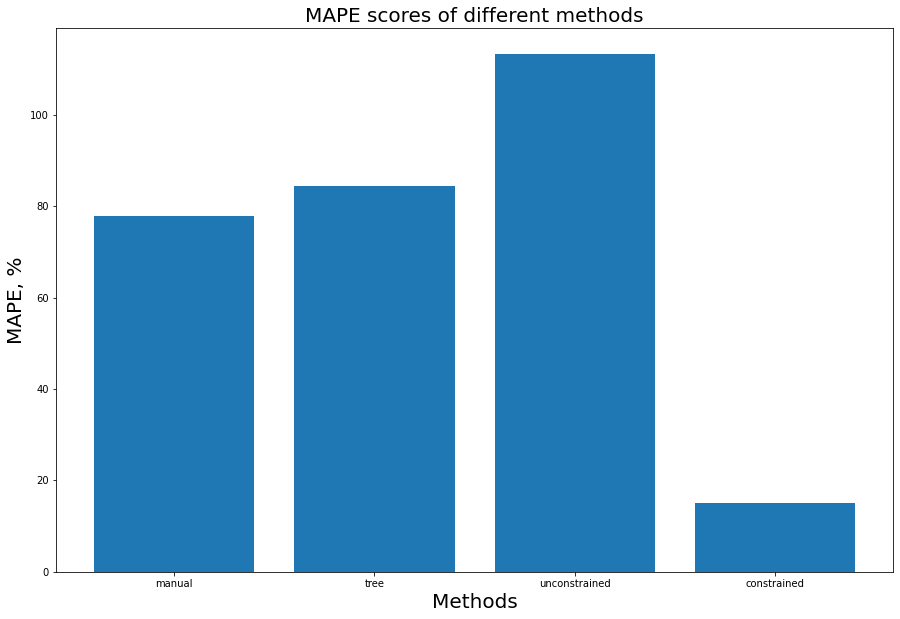 MAPE scores of different methods
MAPE, %
100
80
60
40
20
0
manual tree unconstrained constrained
Methods